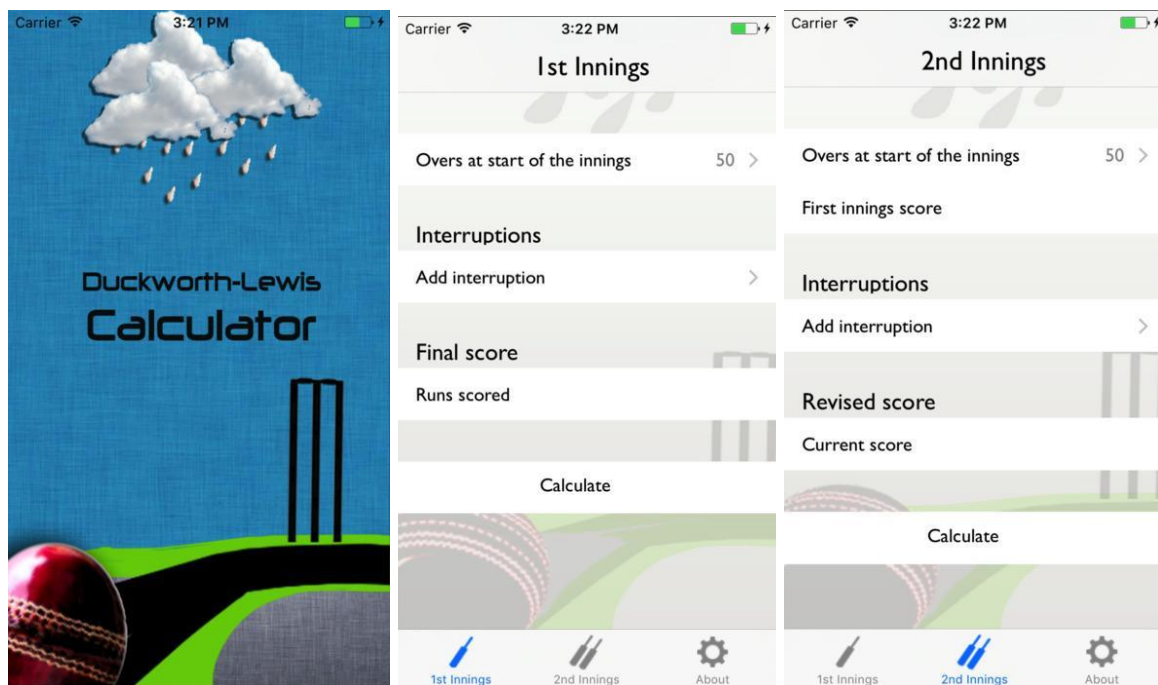 Carrier 3:21 PM
Duckworth-Lewis
Calculator
Carrier 3:22 PM
1st Innings
Overs at start of the innings 50
Interruptions
Add interruption
Final score
Runs scored
Calculate
1st Innings 2nd Innings About
Carrier 3:22 PM
2nd Innings
Overs at start of the innings 50
First innings score
Interruptions
Add interruption
Revised score
Current score
Calculate
1st Innings 2nd Innings About